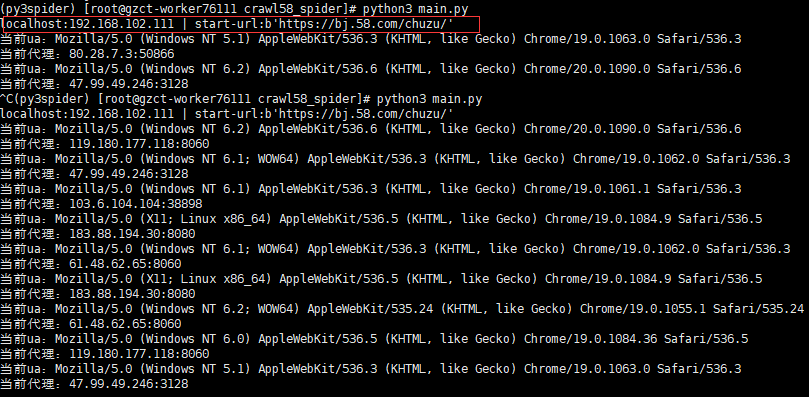 (py3spider) [root@gzct-worker76111 crawl58_spider]# python3 main.py
localhost:192.168.102.111 | start-url:b'https://bj.58.com/chuzu/'
当前ua: Mozilla/5.0 (Windows NT 5.1) AppleWebKit/536.3 (KHTML, like Gecko) Chrome/19.0.1063.0 Safari/536.3
当前代理: 80.28.7.3:50866
当前ua: Mozilla/5.0 (Windows NT 6.2) AppleWebKit/536.6 (KHTML, like Gecko) Chrome/20.0.1090.0 Safari/536.6
当前代理: 47.99.49.246:3128
^C(py3spider) [root@gzct-worker76111 crawl58_spider]# python3 main.py
localhost:192.168.102.111 | start-url:b'https://bj.58.com/chuzu/'
当前ua: Mozilla/5.0 (Windows NT 6.2) AppleWebKit/536.6 (KHTML, like Gecko) Chrome/20.0.1090.0 Safari/536.6
当前代理: 119.180.177.118:8060
当前ua: Mozilla/5.0 (Windows NT 6.1; WOW64) AppleWebKit/536.3 (KHTML, like Gecko) Chrome/19.0.1062.0 Safari/536.3
当前代理: 47.99.49.246:3128
当前ua: Mozilla/5.0 (Windows NT 6.1) AppleWebKit/536.3 (KHTML, like Gecko) Chrome/19.0.1061.1 Safari/536.3
当前代理: 103.6.104.104:38898
当前ua: Mozilla/5.0 (X11; Linux x86_64) AppleWebKit/536.5 (KHTML, like Gecko) Chrome/19.0.1084.9 Safari/536.5
当前代理: 183.88.194.30:8080
当前ua: Mozilla/5.0 (Windows NT 6.1; WOW64) AppleWebKit/536.3 (KHTML, like Gecko) Chrome/19.0.1062.0 Safari/536.3
当前代理: 61.48.62.65:8060
当前ua: Mozilla/5.0 (X11; Linux x86_64) AppleWebKit/536.5 (KHTML, like Gecko) Chrome/19.0.1084.9 Safari/536.5
当前代理: 183.88.194.30:8080
当前ua: Mozilla/5.0 (Windows NT 6.2; WOW64) AppleWebKit/535.24 (KHTML, like Gecko) Chrome/19.0.1055.1 Safari/535.24
当前代理: 61.48.62.65:8060
当前ua: Mozilla/5.0 (Windows NT 6.0) AppleWebKit/536.5 (KHTML, like Gecko) Chrome/19.0.1084.36 Safari/536.5
当前代理: 119.180.177.118:8060
当前ua: Mozilla/5.0 (Windows NT 5.1) AppleWebKit/536.3 (KHTML, like Gecko) Chrome/19.0.1063.0 Safari/536.3
当前代理: 47.99.49.246:3128